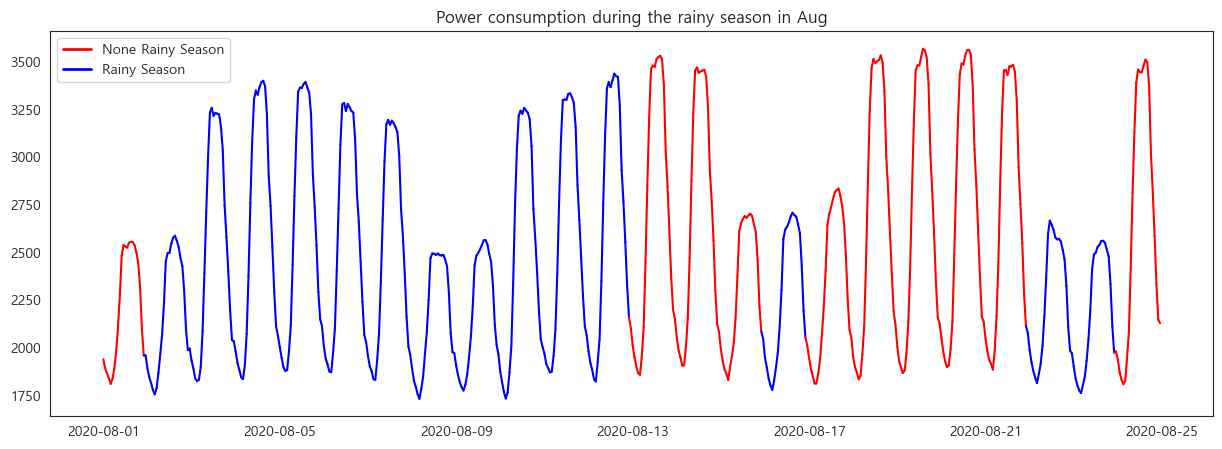 Power consumption during the rainy season in Aug
None Rainy Season
Rainy Season
3500
3250
3000
2750
2500
2250
2000
1750
2020-08-01 2020-08-05 2020-08-09 2020-08-13 2020-08-17 2020-08-21 2020-08-25